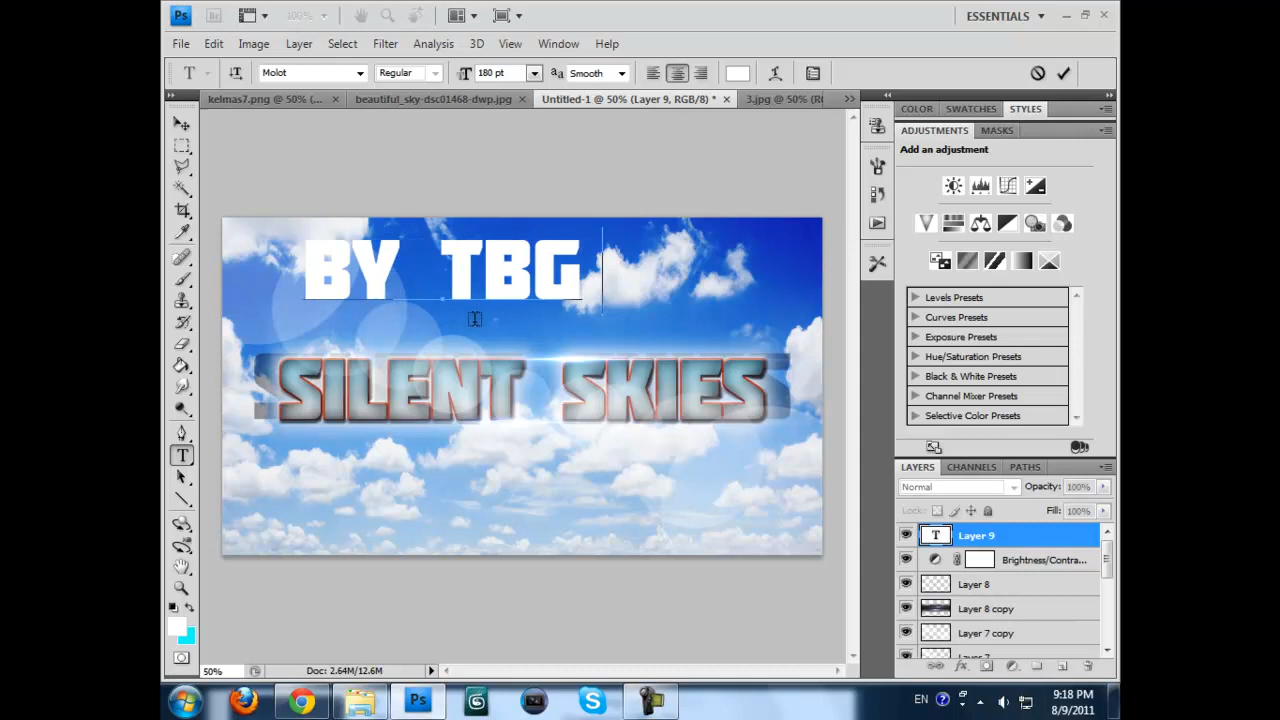 Ps Br 100% ESSENTIALS
File Edit Image Layer Select Filter Analysis 3D View Window Help
T Molot Regular 180 pt aa Smooth
kelmas7.png @ 50% (... beautiful_sky-dsc01468-dwp.jpg Untitled-1 @ 50% (Layer 9, RGB/8) * 3.jpg @ 50% (R
COLOR SWATCHES STYLES
ADJUSTMENTS MASKS
Add an adjustment
BY TBG
SILENT SKIES
Levels Presets
Curves Presets
Exposure Presets
Hue/Saturation Presets
Black & White Presets
Channel Mixer Presets
Selective Color Presets
LAYERS CHANNELS PATHS
Normal Opacity: 100%
Lock: Fill: 100%
T Layer 9
Brightness/Contra...
Layer 8
Layer 8 copy
Layer 7 copy
50% Doc: 2.64M/12.6M
Ps EN 9:18 PM
8/9/2011